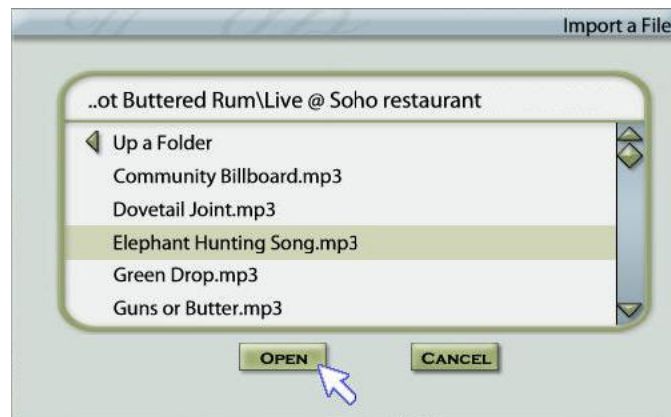 Import a File
..ot Buttered Rum\Live @ Soho restaurant
Up a Folder
Community Billboard.mp3
Dovetail Joint.mp3
Elephant Hunting Song.mp3
Green Drop.mp3
Guns or Butter.mp3
OPEN CANCEL